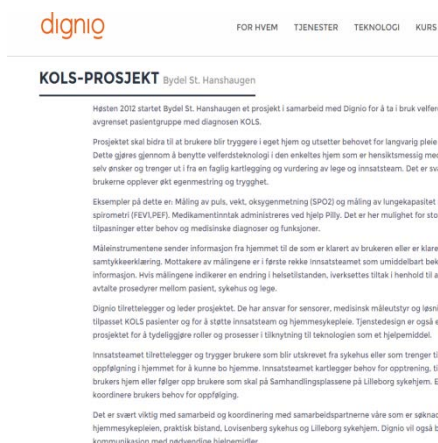 dignio
FOR HVEM TJENESTER TEKNOLOGI KURS
KOLS-PROSJEKT Bydel St. Hanshaugen
Høsten 2012 startet Bydel St. Hanshaugen et prosjekt i samarbeid med Dignio for å ta i bruk
avgrenset pasientgruppe med diagnosen KOLS.
Prosjektet skal bidra til at brukere blir tryggere i eget hjem og utsetter behovet for langvarig
Dette gjøres gjennom å benytte velferdsteknologi i den enkeltes hjem som er hensiktsmessig
selv ønsker og trenger ut i fra en faglig kartlegging og vurdering av lege og innsatsteam. Det er
brukerne opplever økt egenmestring og trygghet.
Eksempler på dette er: Måling av puls, vekt, oksygenmetning (SPO2) og måling av lungekapasitet
spirometri (FEV1,PEF). Medikamentinntak administreres ved hjelp Pilly. Det er her mulighet for
tilpasninger etter behov og medisinske diagnoser og funksjoner.
Måleinstrumentene sender informasjon fra hjemmet til de som er klarert av brukeren eller er
samtykkeerklæring. Mottakere av målingene er i første rekke Innsatsteamet som umiddelbart
informasjon. Hvis målingene indikerer en endring i helsetilstanden, iverksettes tiltak i henhold til
avtalte prosedyrer mellom pasient, sykehus og lege.
Dignio tilrettelegger og leder prosjektet. De har ansvar for sensorer, medisinsk måleutstyr og
tilpasset KOLS pasienter og for å støtte innsatsteam og hjemmesykepleie. Tjenestedesign er også
prosjektet for å tydeliggjøre roller og prosesser i tilknytning til teknologien som et hjelpemiddel.
Innsatsteamet tilrettelegger og trygger brukere som blir utskrevet fra sykehus eller som trenger
oppfølgning i hjemmet for å kunne bo hjemme. Innsatsteamet kartlegger behov for opptrening,
brukers hjem eller følger opp brukere som skal på Samhandlingsplassene på Lilleborg sykehjem.
koordinere brukers behov for oppfølging.
Det er svært viktig med samarbeid og koordinering med samarbeidspartnerne våre som er
hjemmesykepleien, praktisk bistand, Lovisenberg sykehus og Lilleborg sykehjem. Dignio vil også
kommunikasjon med nødvendige hjelpemidler